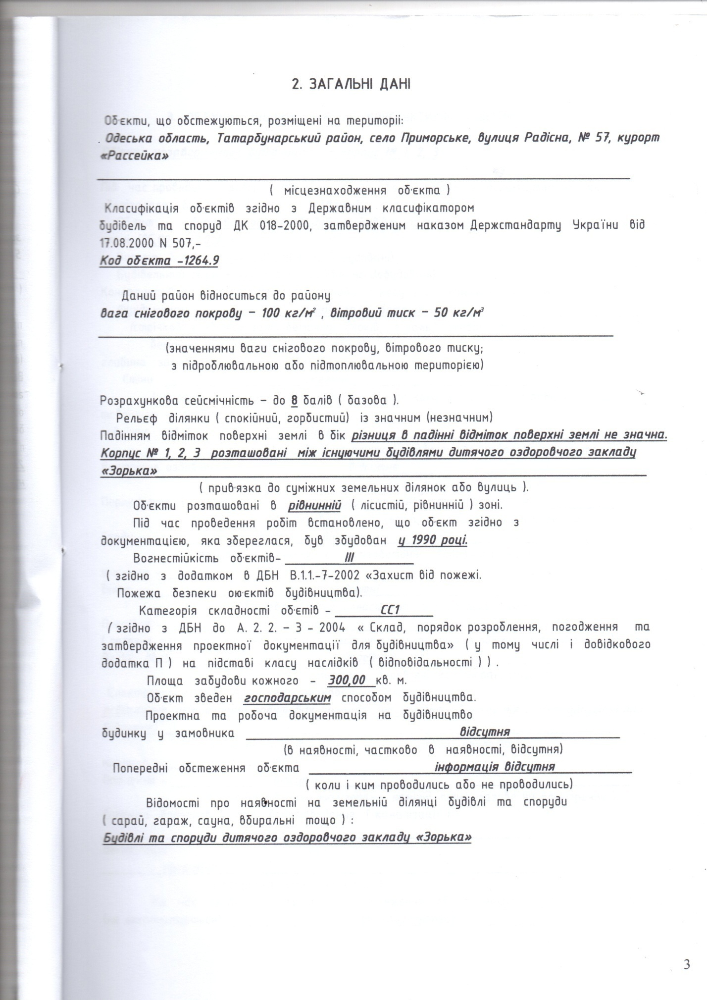 2. ЗАГАЛЬНІ ДАНІ
Об'єкти, що обстежуються, розміщені на територіі:
Одеська область, Татарбунарський район, село Приморське, вулиця Радісна, № 57, курорт
«Рассейка»
( місцезнаходження об'єкта )
Класифікація об'єктів згідно з Державним класифікатором
будівель та споруд ДК 018-2000, затвердженим наказом Держстандарту України від
17.08.2000 N 507,-
Код об'єкта -1264.9
Даний район відноситься до району
вага снігового покрову - 100 кг/м², вітровий тиск - 50 кг/м³
(значеннями ваги снігового покрову, вітрового тиску;
з підроблювальною або підтоплювальною територією)
Розрахункова сейсмічність - до 8 балів ( базова ).
Рельєф ділянки ( спокійний, горбистий) із значним (незначним)
Падінням відміток поверхні землі в бік різниця в падінні відміток поверхні землі не значна.
Корпус № 1, 2, 3 розташовані між існуючими будівлями дитячого оздоровчого закладу
«Зорька»
( прив'язка до суміжних земельних ділянок або вулиць ).
Об'єкти розташовані в рівнинній ( лісистій, рівнинній ) зоні.
Під час проведення робіт встановлено, що об'єкт згідно з
документацією, яка збереглася, був збудован у 1990 році.
Вогнестійкість об'єктів- III
( згідно з додатком в ДБН В.1.1.-7-2002 «Захист від пожежі.
Пожежа безпеки ою'єктів будівництва).
Категорія складності об'єтів - СС1
( згідно з ДБН до А. 2. 2. - 3 - 2004 « Склад, порядок розроблення, погодження та
затвердження проектної документації для будівництва» ( у тому числі і довідкового
додатка П ) на підставі класу наслідків ( відповідальності ) ) .
Площа забудови кожного - 300,00 кв. м.
Об'єкт зведен господарським способом будівництва.
Проектна та робоча документація на будівництво
будинку у замовника відсутня
(в наявності, частково в наявності, відсутня)
Попередні обстеження об'єкта інформація відсутня
( коли і ким проводились або не проводились)
Відомості про наявності на земельній ділянці будівлі та споруди
( сарай, гараж, сауна, вбиральні тощо ) :
Будівлі та споруди дитячого оздоровчого закладу «Зорька»
3